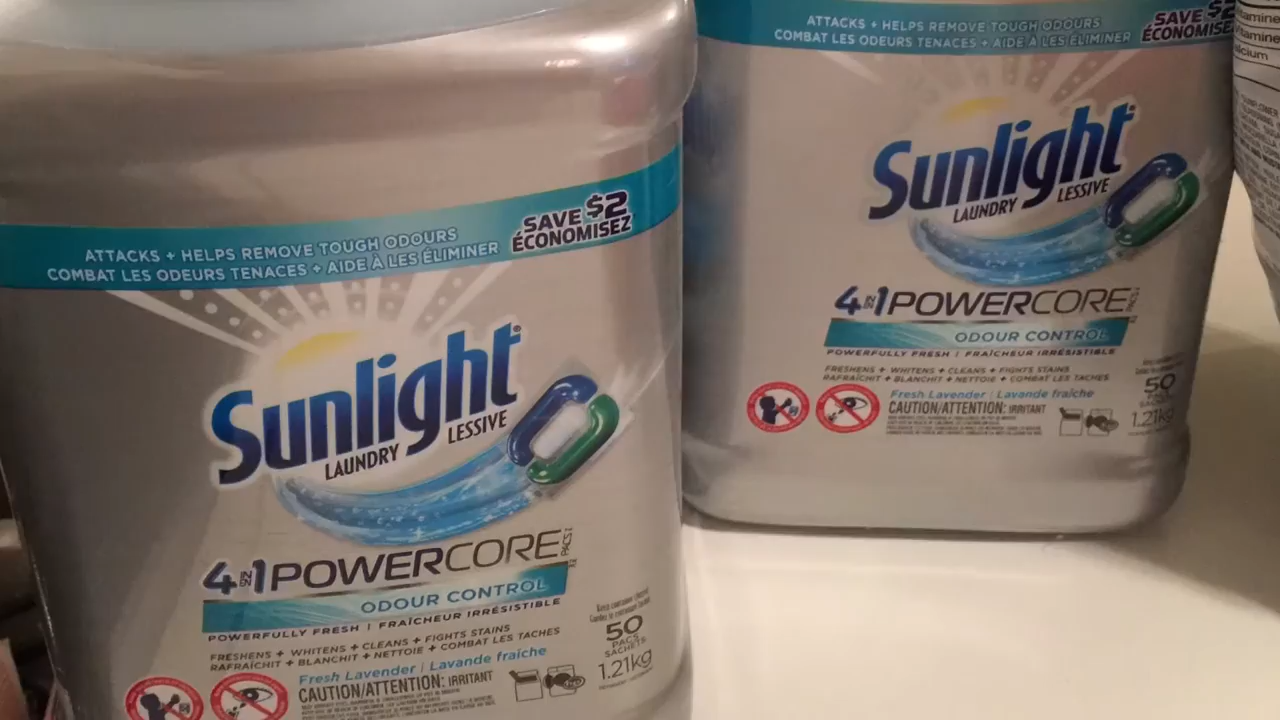 ATTACKS + HELPS REMOVE TOUGH ODOURS
COMBAT LES ODEURS TENACES + AIDE À LES ÉLIMINER
SAVE $2
ÉCONOMISEZ
Sunlight
LAUNDRY LESSIVE
4 IN/EN 1 POWERCORE PACS
ODOUR CONTROL
POWERFULLY FRESH | FRAÎCHEUR IRRÉSISTIBLE
FRESHENS + WHITENS + CLEANS + FIGHTS STAINS
RAFRAÎCHIT + BLANCHIT + NETTOIE + COMBAT LES TACHES
Fresh Lavender | Lavande fraîche
CAUTION/ATTENTION: IRRITANT
50
PACS
SACHETS
1.21kg
ATTACKS + HELPS REMOVE TOUGH ODOURS
COMBAT LES ODEURS TENACES + AIDE À LES ÉLIMINER
SAVE $2
ÉCONOMISE
Sunlight
LAUNDRY LESSIVE
4 IN/EN 1 POWERCORE PACS
ODOUR CONTROL
POWERFULLY FRESH | FRAÎCHEUR IRRÉSISTIBLE
FRESHENS + WHITENS + CLEANS + FIGHTS STAINS
RAFRAÎCHIT + BLANCHIT + NETTOIE + COMBAT LES TACHES
Fresh Lavender | Lavande fraîche
CAUTION/ATTENTION: IRRITANT
50
1.21kg